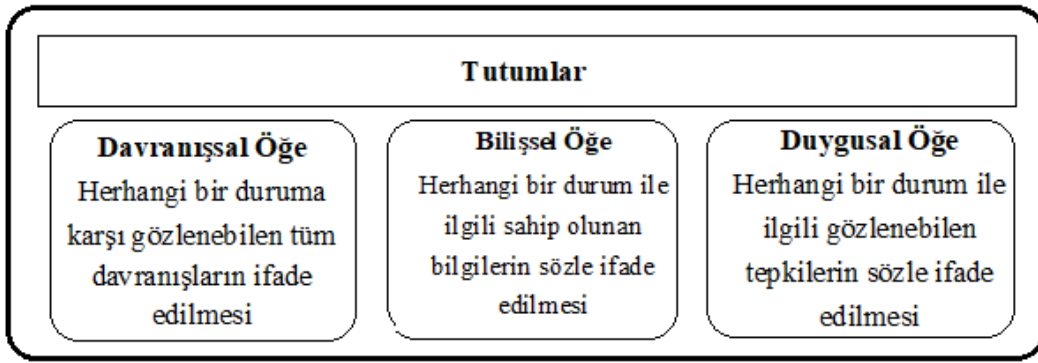 Tutumlar
Davranışsal Öğe
Herhangi bir duruma
karşı gözlenebilen tüm
davranışların ifade
edilmesi
Bilişsel Öğe
Herhangi bir durum ile
ilgili sahip olunan
bilgilerin sözle ifade
edilmesi
Duygusal Öğe
Herhangi bir durum ile
ilgili gözlenebilen
tepkilerin sözle ifade
edilmesi